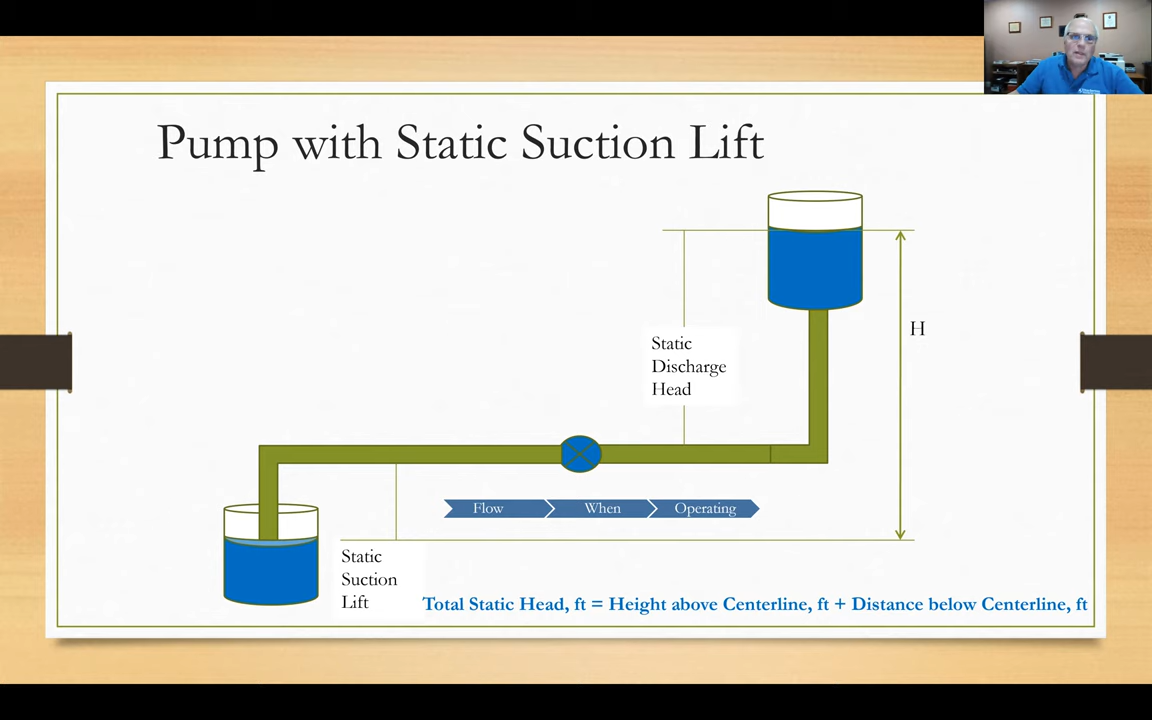 Pump with Static Suction Lift
H
Static
Discharge
Head
Flow
When
Operating
Static
Suction
Lift
Total Static Head, ft = Height above Centerline, ft + Distance below Centerline, ft